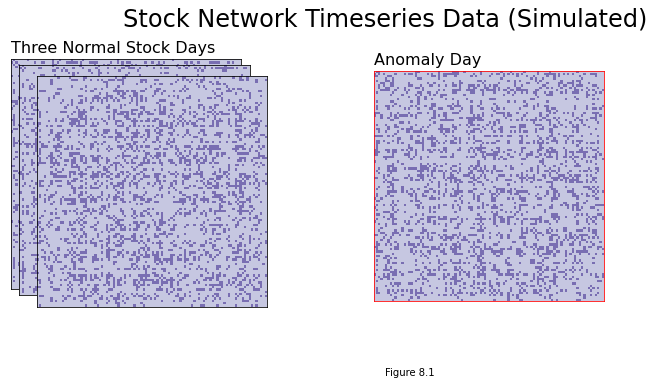 Stock Network Timeseries Data (Simulated)
Three Normal Stock Days
Anomaly Day
Figure 8.1